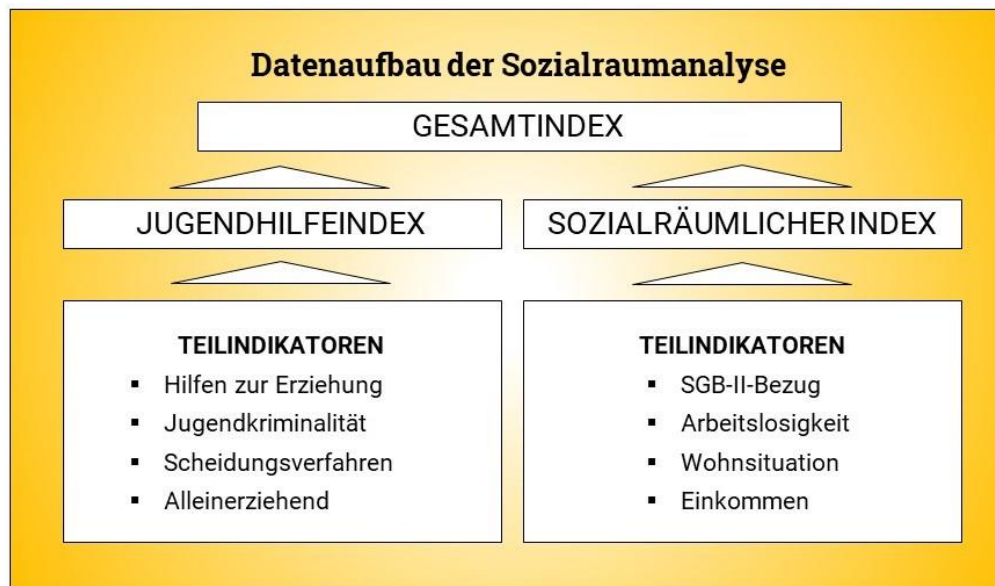 Datenaufbau der Sozialraumanalyse
GESAMTINDEX
JUGENDHILFEINDEX
SOZIALRÄUMLICHER INDEX
TEILINDIKATOREN
▪ Hilfen zur Erziehung
▪ Jugendkriminalität
▪ Scheidungsverfahren
▪ Alleinerziehend
TEILINDIKATOREN
▪ SGB-II-Bezug
▪ Arbeitslosigkeit
▪ Wohnsituation
▪ Einkommen